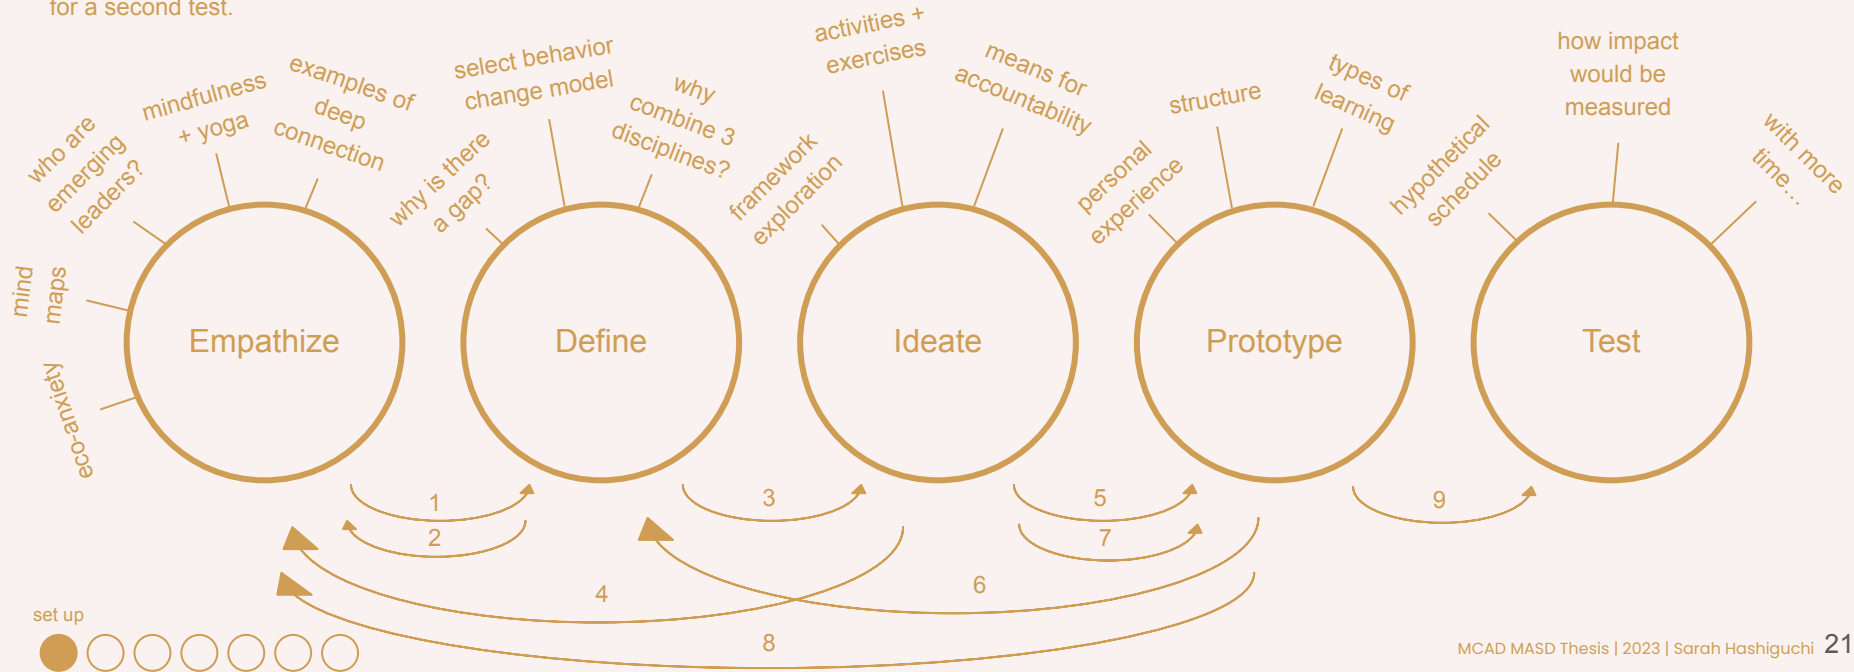 for a second test.
eco-anxiety
mind
maps
who are
emerging
leaders?
mindfulness
+ yoga
examples of
deep
connection
why is there
a gap?
select behavior
change model
why
combine 3
disciplines?
framework
exploration
activities +
exercises
means for
accountability
personal
experience
structure
types of
learning
hypothetical
schedule
how impact
would be
measured
with more
time...
Empathize
Define
Ideate
Prototype
Test
1
2
3
4
5
6
7
8
9
set up
MCAD MASD Thesis | 2023 | Sarah Hashiguchi 21